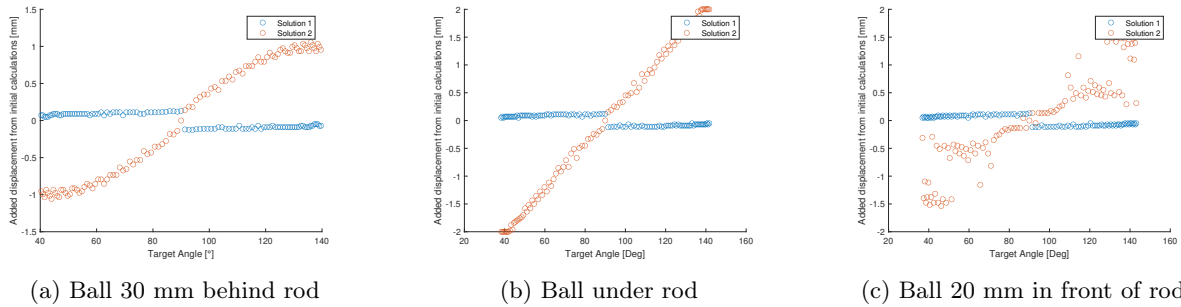 Added displacement from initial calculations [mm]
1.5
1
0.5
0
-0.5
-1
-1.5
40 60 80 100 120 140
Target Angle [°]
Solution 1
Solution 2
(a) Ball 30 mm behind rod
Added displacement from initial calculations [mm]
2
1.5
1
0.5
0
-0.5
-1
-1.5
-2
20 40 60 80 100 120 140 160
Target Angle [Deg]
Solution 1
Solution 2
(b) Ball under rod
Added displacement from initial calculations [mm]
2
1.5
1
0.5
0
-0.5
-1
-1.5
-2
20 40 60 80 100 120 140 160
Target Angle [Deg]
Solution 1
Solution 2
(c) Ball 20 mm in front of rod